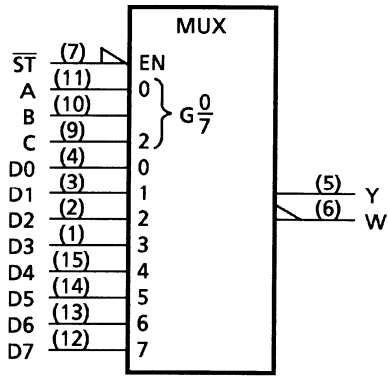 MUX
S̅T̅ (7) EN
A (11) 0
B (10) G 0/7
C (9) 2
D0 (4) 0
D1 (3) 1 (5) Y
D2 (2) 2 (6) W
D3 (1) 3
D4 (15) 4
D5 (14) 5
D6 (13) 6
D7 (12) 7